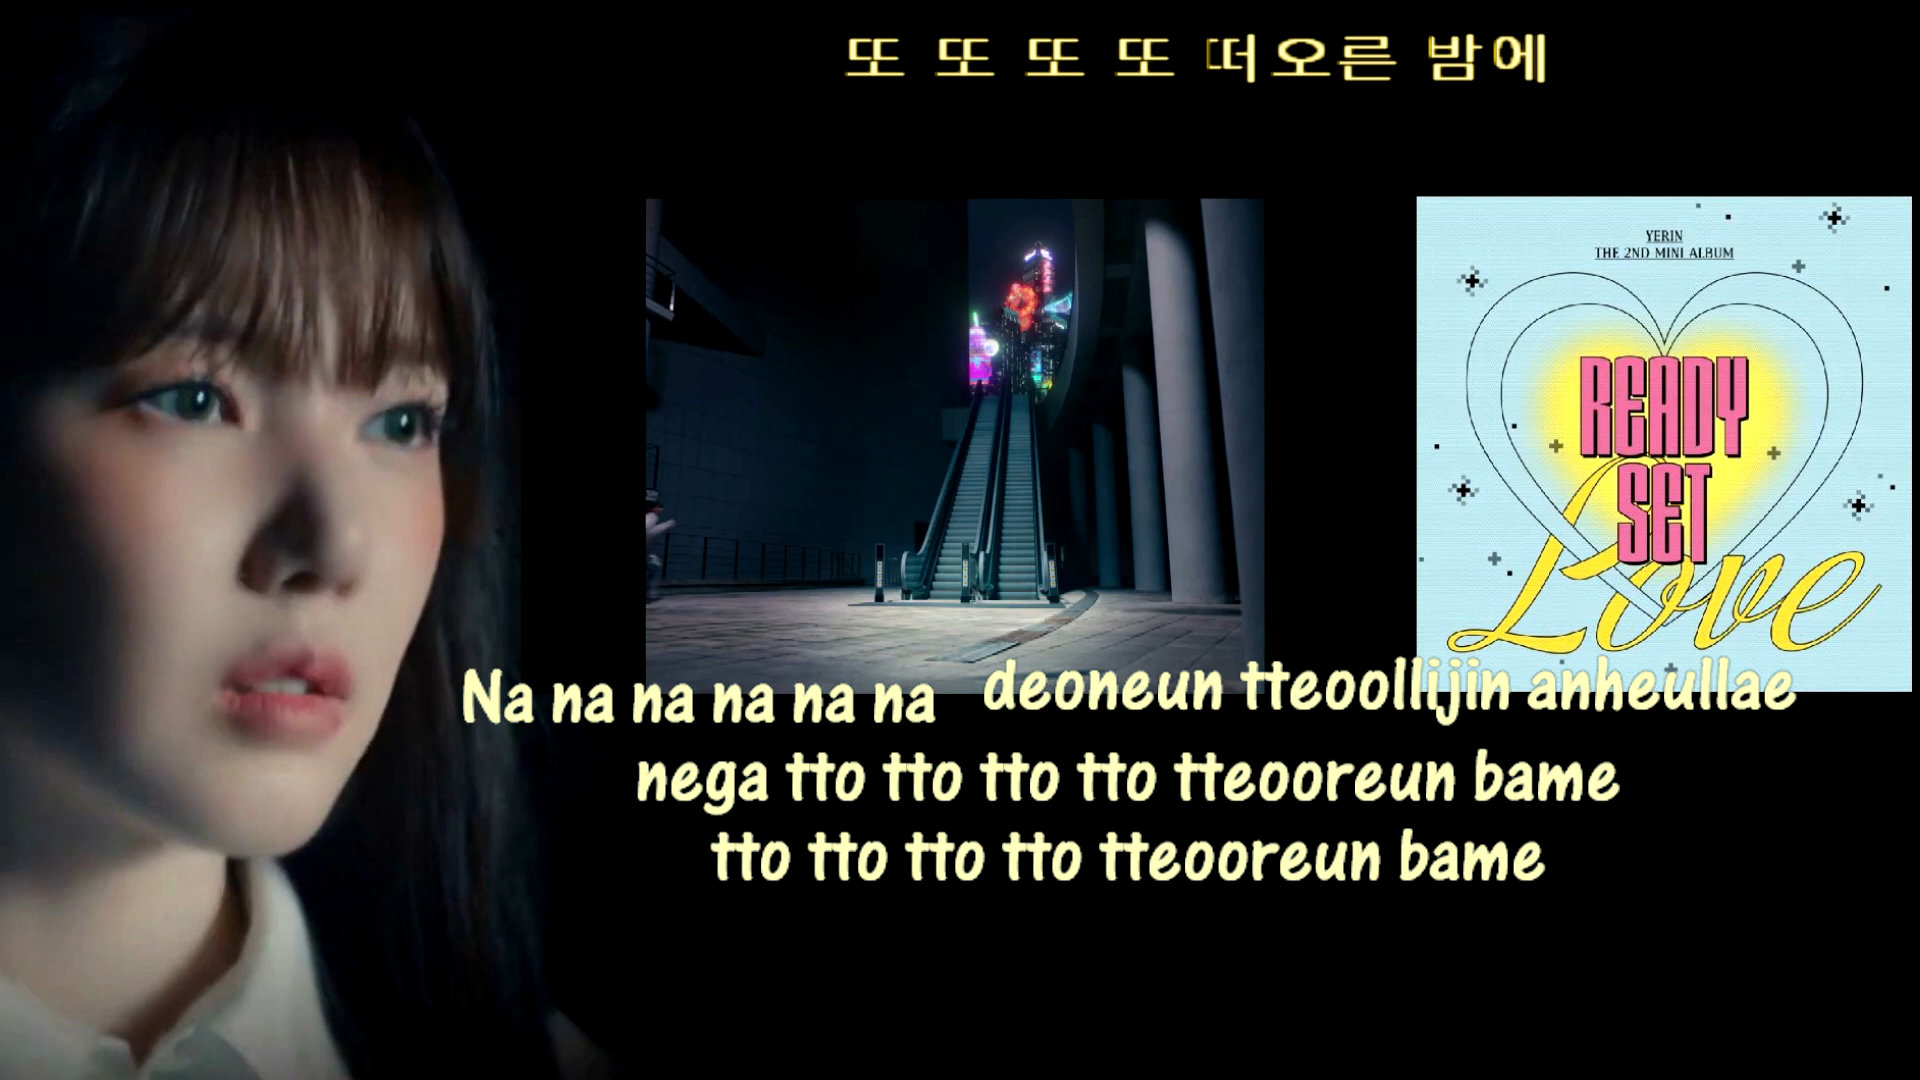 또 또 또 또 떠오른 밤에
YERIN
THE 2ND MINI ALBUM
READY
SET
Love
Na na na na na na deoneun tteoollijin anheullae
nega tto tto tto tto tteooreun bame
tto tto tto tto tteooreun bame